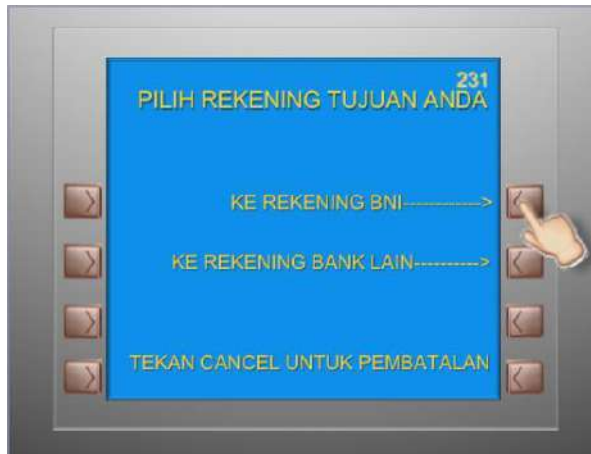 231
PILIH REKENING TUJUAN ANDA
KE REKENING BNI------------>
KE REKENING BANK LAIN---------->
TEKAN CANCEL UNTUK PEMBATALAN